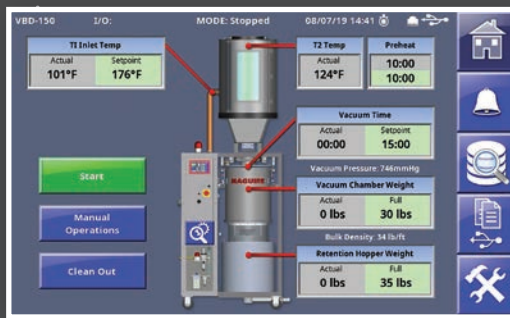 VBD-150 I/O: MODE: Stopped 08/07/19 14:41
T1 Inlet Temp
Actual Setpoint
101°F 176°F
T2 Temp
Actual
124°F
Preheat
10:00
10:00
Vacuum Time
Actual Setpoint
00:00 15:00
Vacuum Pressure: 746mmHg
Vacuum Chamber Weight
Actual Full
0 lbs 30 lbs
Bulk Density: 34 lb/ft
Retention Hopper Weight
Actual Full
0 lbs 35 lbs
Start
Manual
Operations
Clean Out
MAGUIRE